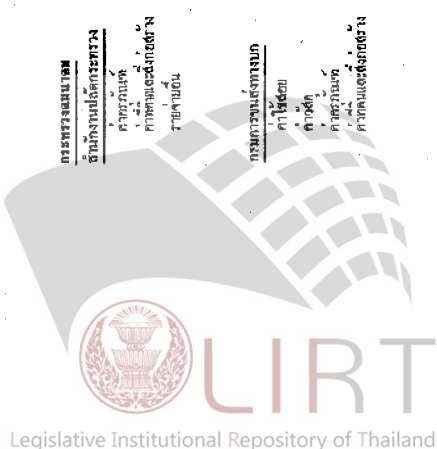 กระทรวงคมนาคม
สำนักงานปลัดกระทรวง
ค่าครุภัณฑ์
ค่าที่ดินและสิ่งก่อสร้าง
รายจ่ายอื่น
กรมการขนส่งทางบก
ค่าใช้สอย
ค่าวัสดุ
ค่าครุภัณฑ์
ค่าที่ดินและสิ่งก่อสร้าง
LIRT
Legislative Institutional Repository of Thailand